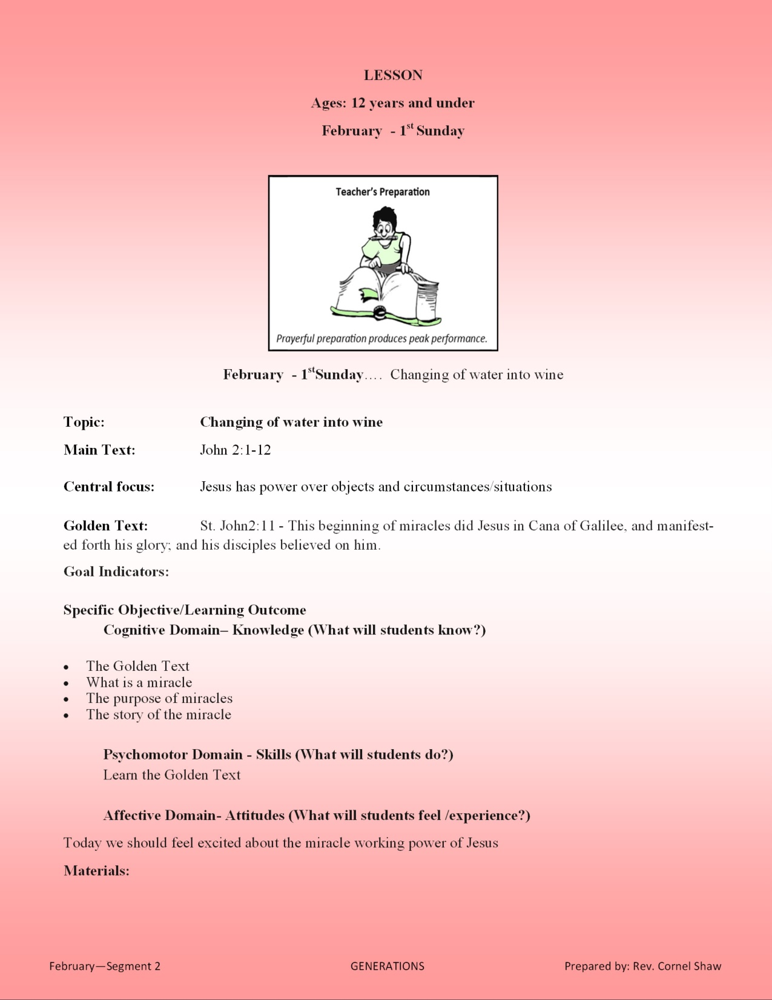 LESSON
Ages: 12 years and under
February - 1st Sunday
Teacher's Preparation
Prayerful preparation produces peak performance.
February - 1stSunday…. Changing of water into wine
Topic: Changing of water into wine
Main Text: John 2:1-12
Central focus: Jesus has power over objects and circumstances/situations
Golden Text: St. John2:11 - This beginning of miracles did Jesus in Cana of Galilee, and manifest-
ed forth his glory; and his disciples believed on him.
Goal Indicators:
Specific Objective/Learning Outcome
Cognitive Domain– Knowledge (What will students know?)
• The Golden Text
• What is a miracle
• The purpose of miracles
• The story of the miracle
Psychomotor Domain - Skills (What will students do?)
Learn the Golden Text
Affective Domain- Attitudes (What will students feel /experience?)
Today we should feel excited about the miracle working power of Jesus
Materials:
February—Segment 2 GENERATIONS Prepared by: Rev. Cornel Shaw